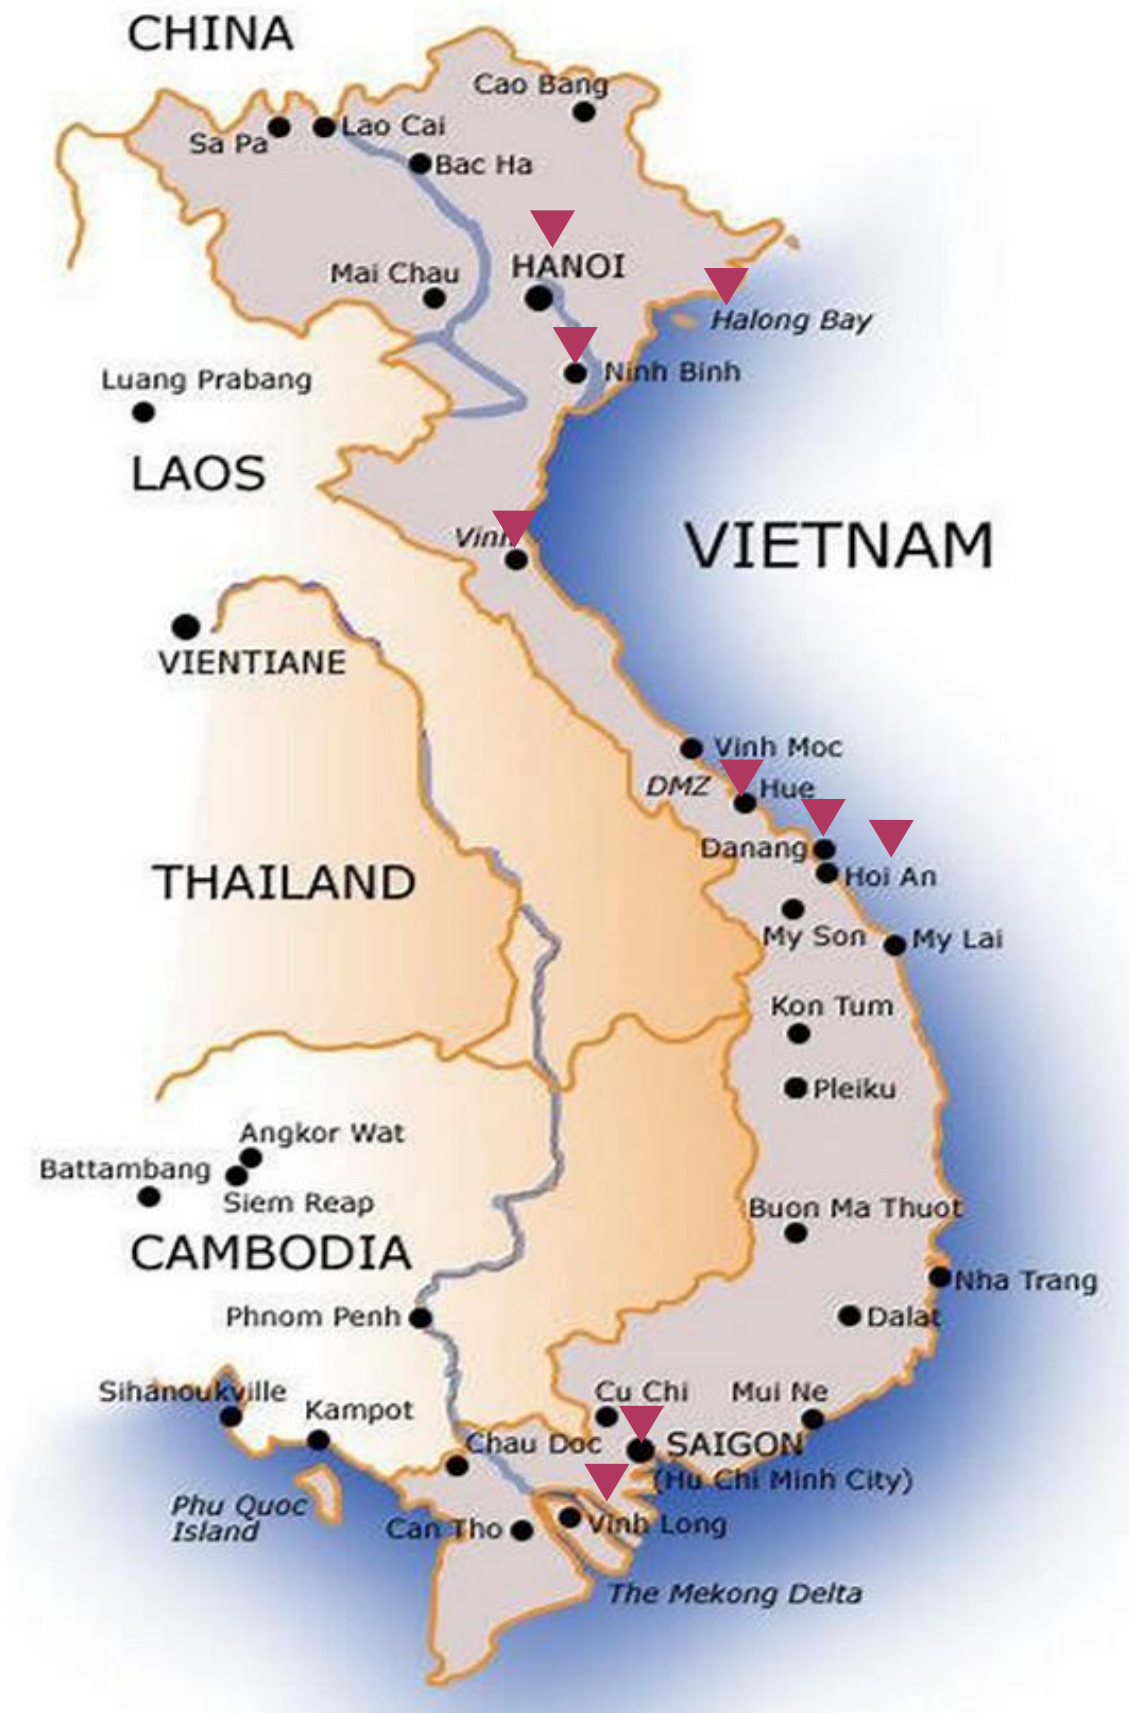 CHINA
Cao Bang
Lao Cai
Sa Pa
Bac Ha
HANOI
Mai Chau
Halong Bay
Ninh Binh
Luang Prabang
LAOS
VIETNAM
Vinh
VIENTIANE
Vinh Moc
DMZ
Hue
Danang
THAILAND
Hoi An
My Son
My Lai
Kon Tum
Pleiku
Angkor Wat
Battambang
Siem Reap
Buon Ma Thuot
CAMBODIA
Nha Trang
Phnom Penh
Dalat
Sihanoukville
Cu Chi
Mui Ne
Kampot
Chau Doc
SAIGON
(Hu Chi Minh City)
Phu Quoc
Island
Can Tho
Vinh Long
The Mekong Delta